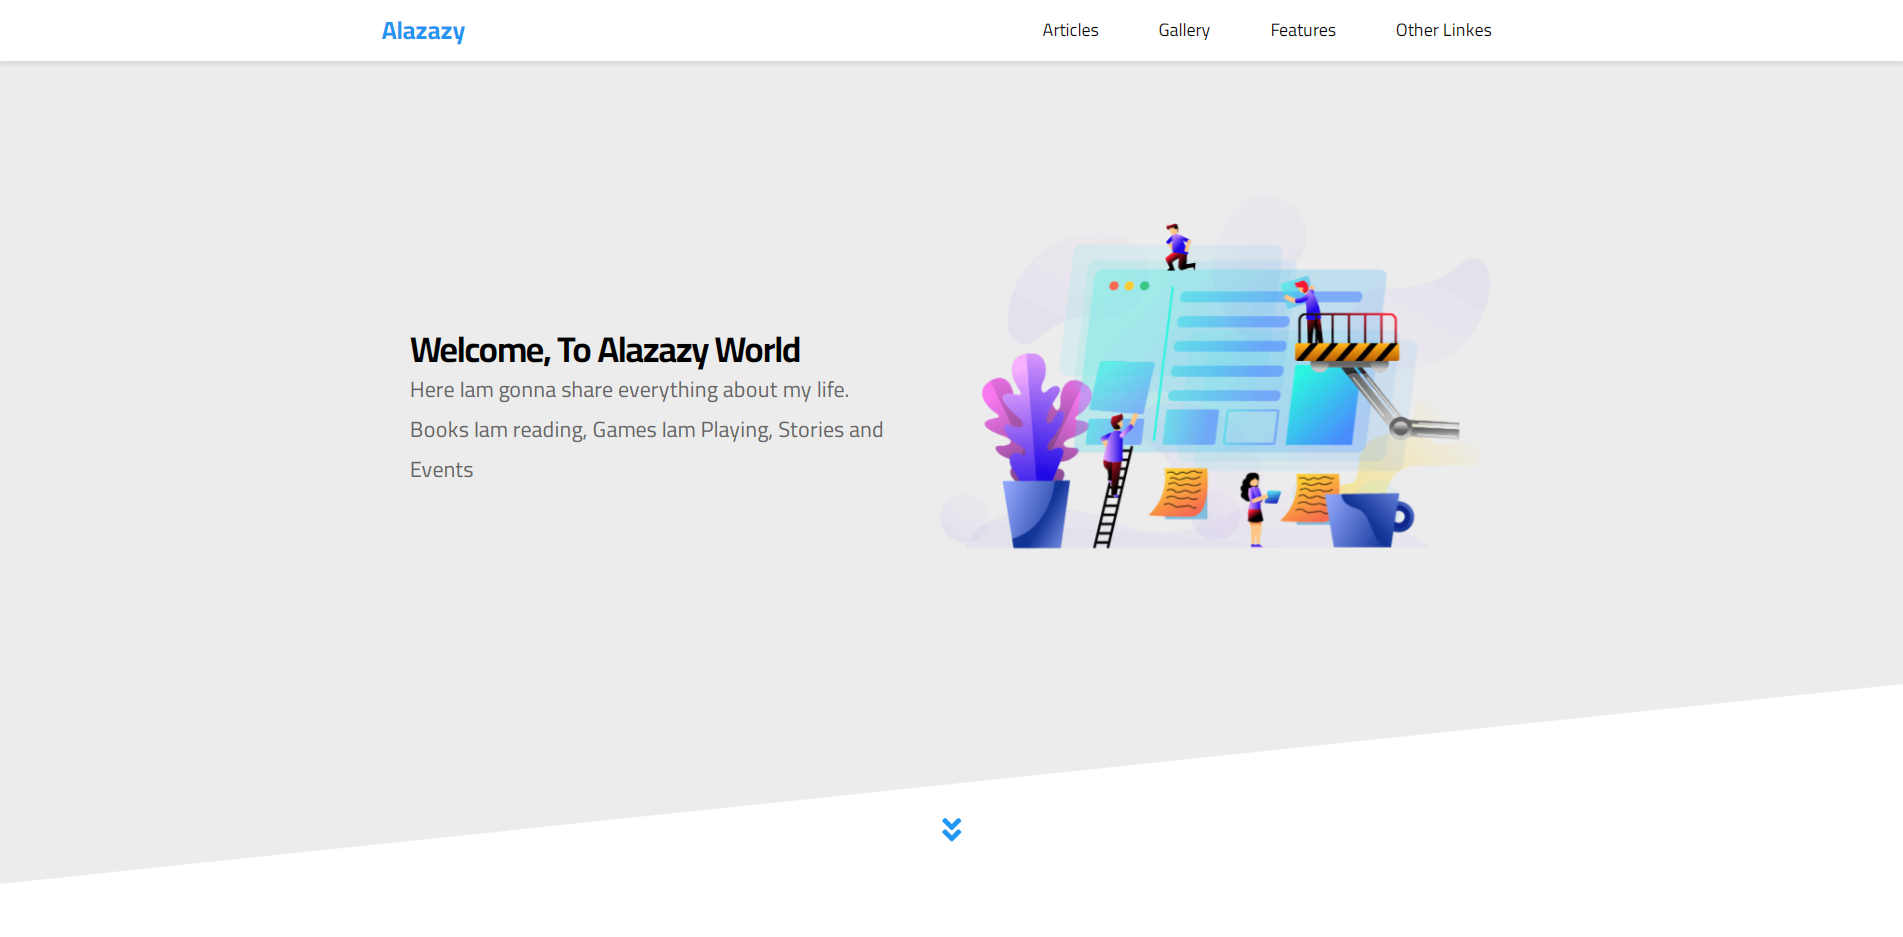 Alazazy
Articles
Gallery
Features
Other Linkes
Welcome, To Alazazy World
Here Iam gonna share everything about my life.
Books Iam reading, Games Iam Playing, Stories and
Events